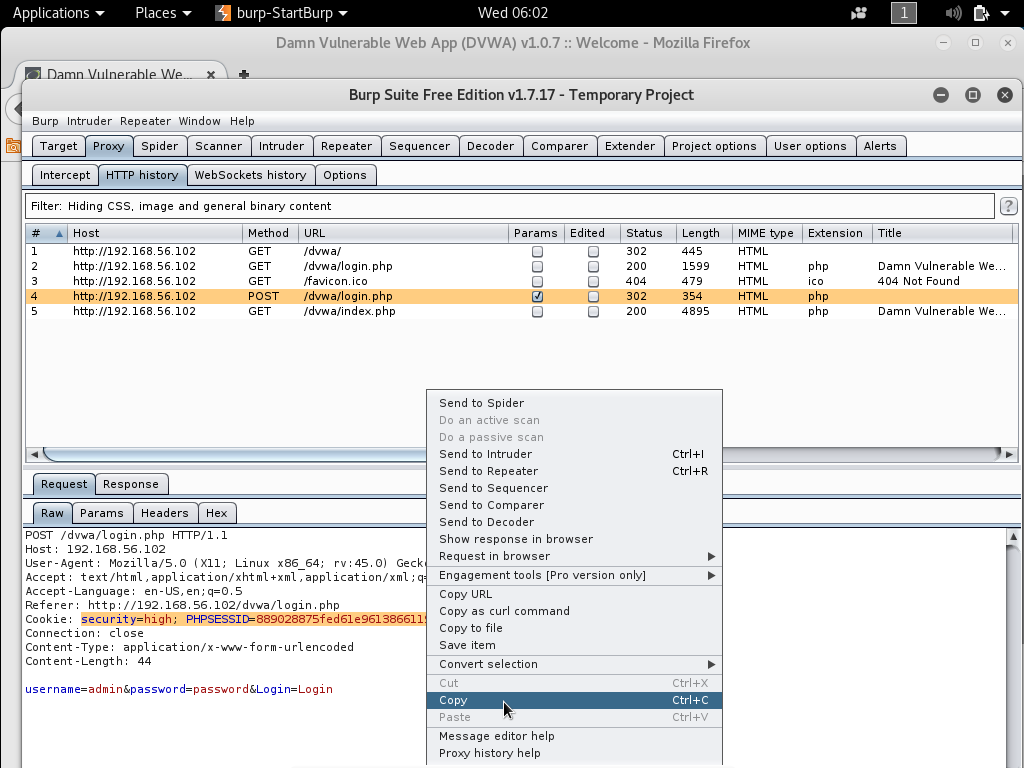 Applications Places burp-StartBurp Wed 06:02 1
Damn Vulnerable Web App (DVWA) v1.0.7 :: Welcome - Mozilla Firefox
Damn Vulnerable We...
Burp Suite Free Edition v1.7.17 - Temporary Project
Burp Intruder Repeater Window Help
Target Proxy Spider Scanner Intruder Repeater Sequencer Decoder Comparer Extender Project options User options Alerts
Intercept HTTP history WebSockets history Options
Filter: Hiding CSS, image and general binary content ?
# Host Method URL Params Edited Status Length MIME type Extension Title
1 http://192.168.56.102 GET /dvwa/ 302 445 HTML
2 http://192.168.56.102 GET /dvwa/login.php 200 1599 HTML php Damn Vulnerable We...
3 http://192.168.56.102 GET /favicon.ico 404 479 HTML ico 404 Not Found
4 http://192.168.56.102 POST /dvwa/login.php 302 354 HTML php
5 http://192.168.56.102 GET /dvwa/index.php 200 4895 HTML php Damn Vulnerable We...
Request Response
Raw Params Headers Hex
POST /dvwa/login.php HTTP/1.1
Host: 192.168.56.102
User-Agent: Mozilla/5.0 (X11; Linux x86_64; rv:45.0) Geck
Accept: text/html,application/xhtml+xml,application/xml;q=
Accept-Language: en-US,en;q=0.5
Referer: http://192.168.56.102/dvwa/login.php
Cookie: security=high; PHPSESSID=889028875fed61e961386611
Connection: close
Content-Type: application/x-www-form-urlencoded
Content-Length: 44
username=admin&password=password&Login=Login
Send to Spider
Do an active scan
Do a passive scan
Send to Intruder Ctrl+I
Send to Repeater Ctrl+R
Send to Sequencer
Send to Comparer
Send to Decoder
Show response in browser
Request in browser
Engagement tools [Pro version only]
Copy URL
Copy as curl command
Copy to file
Save item
Convert selection
Cut Ctrl+X
Copy Ctrl+C
Paste Ctrl+V
Message editor help
Proxy history help